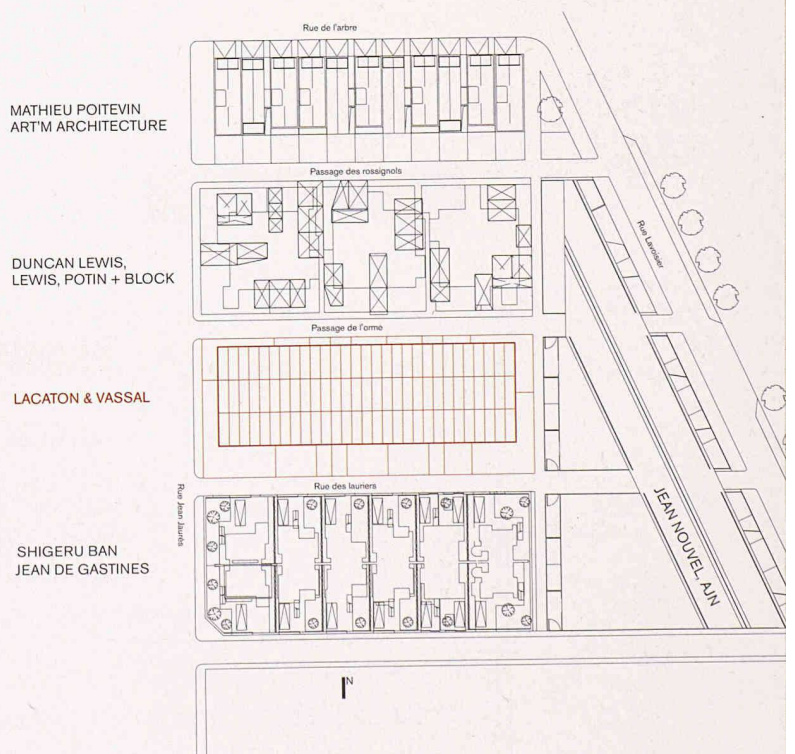 Rue de l'arbre
MATHIEU POITEVIN
ART'M ARCHITECTURE
Passage des rossignols
Rue Lavoisier
DUNCAN LEWIS,
LEWIS, POTIN + BLOCK
Passage de l'orme
LACATON & VASSAL
Rue des lauriers
Rue Jean Jaurès
JEAN NOUVEL, AJN
SHIGERU BAN
JEAN DE GASTINES
N